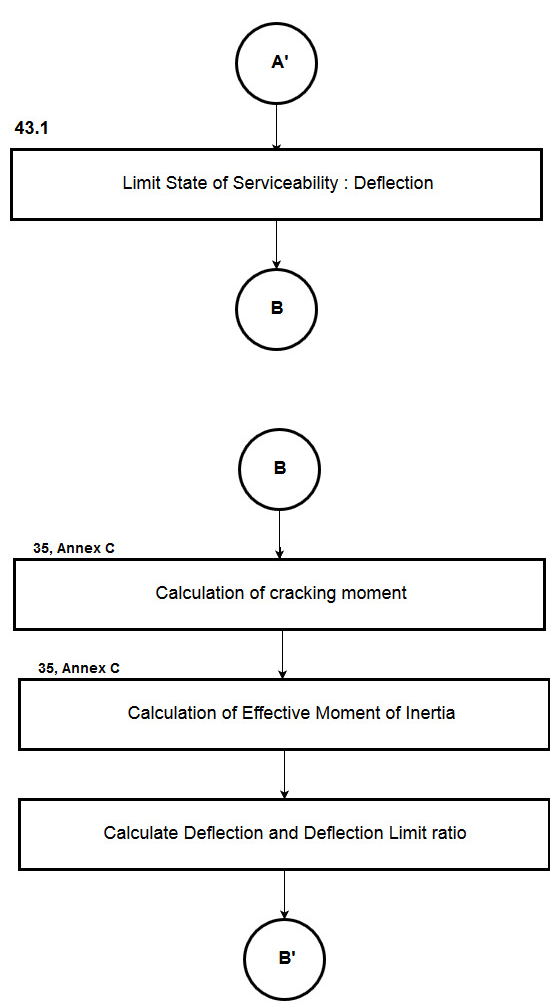 A'
43.1
Limit State of Serviceability : Deflection
B
B
35, Annex C
Calculation of cracking moment
35, Annex C
Calculation of Effective Moment of Inertia
Calculate Deflection and Deflection Limit ratio
B'